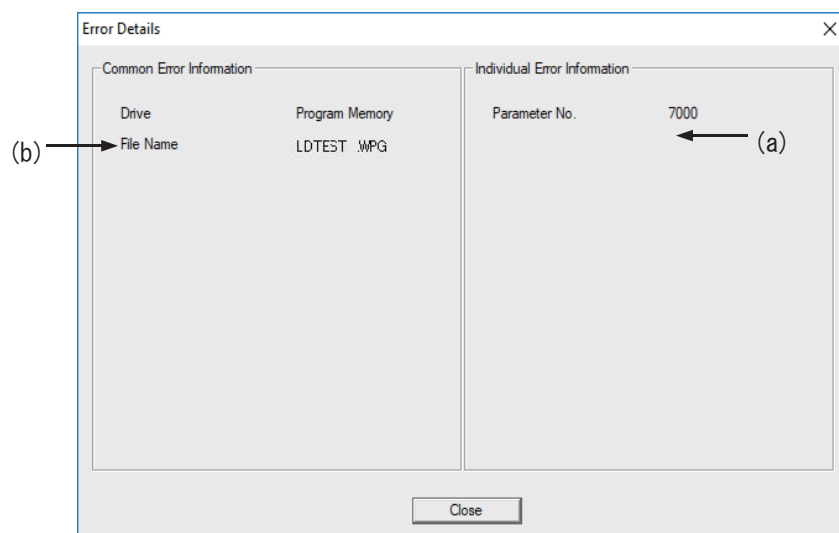 Error Details
Common Error Information
Drive Program Memory
(b) File Name LDTEST .WPG
Individual Error Information
Parameter No. 7000
(a)
Close